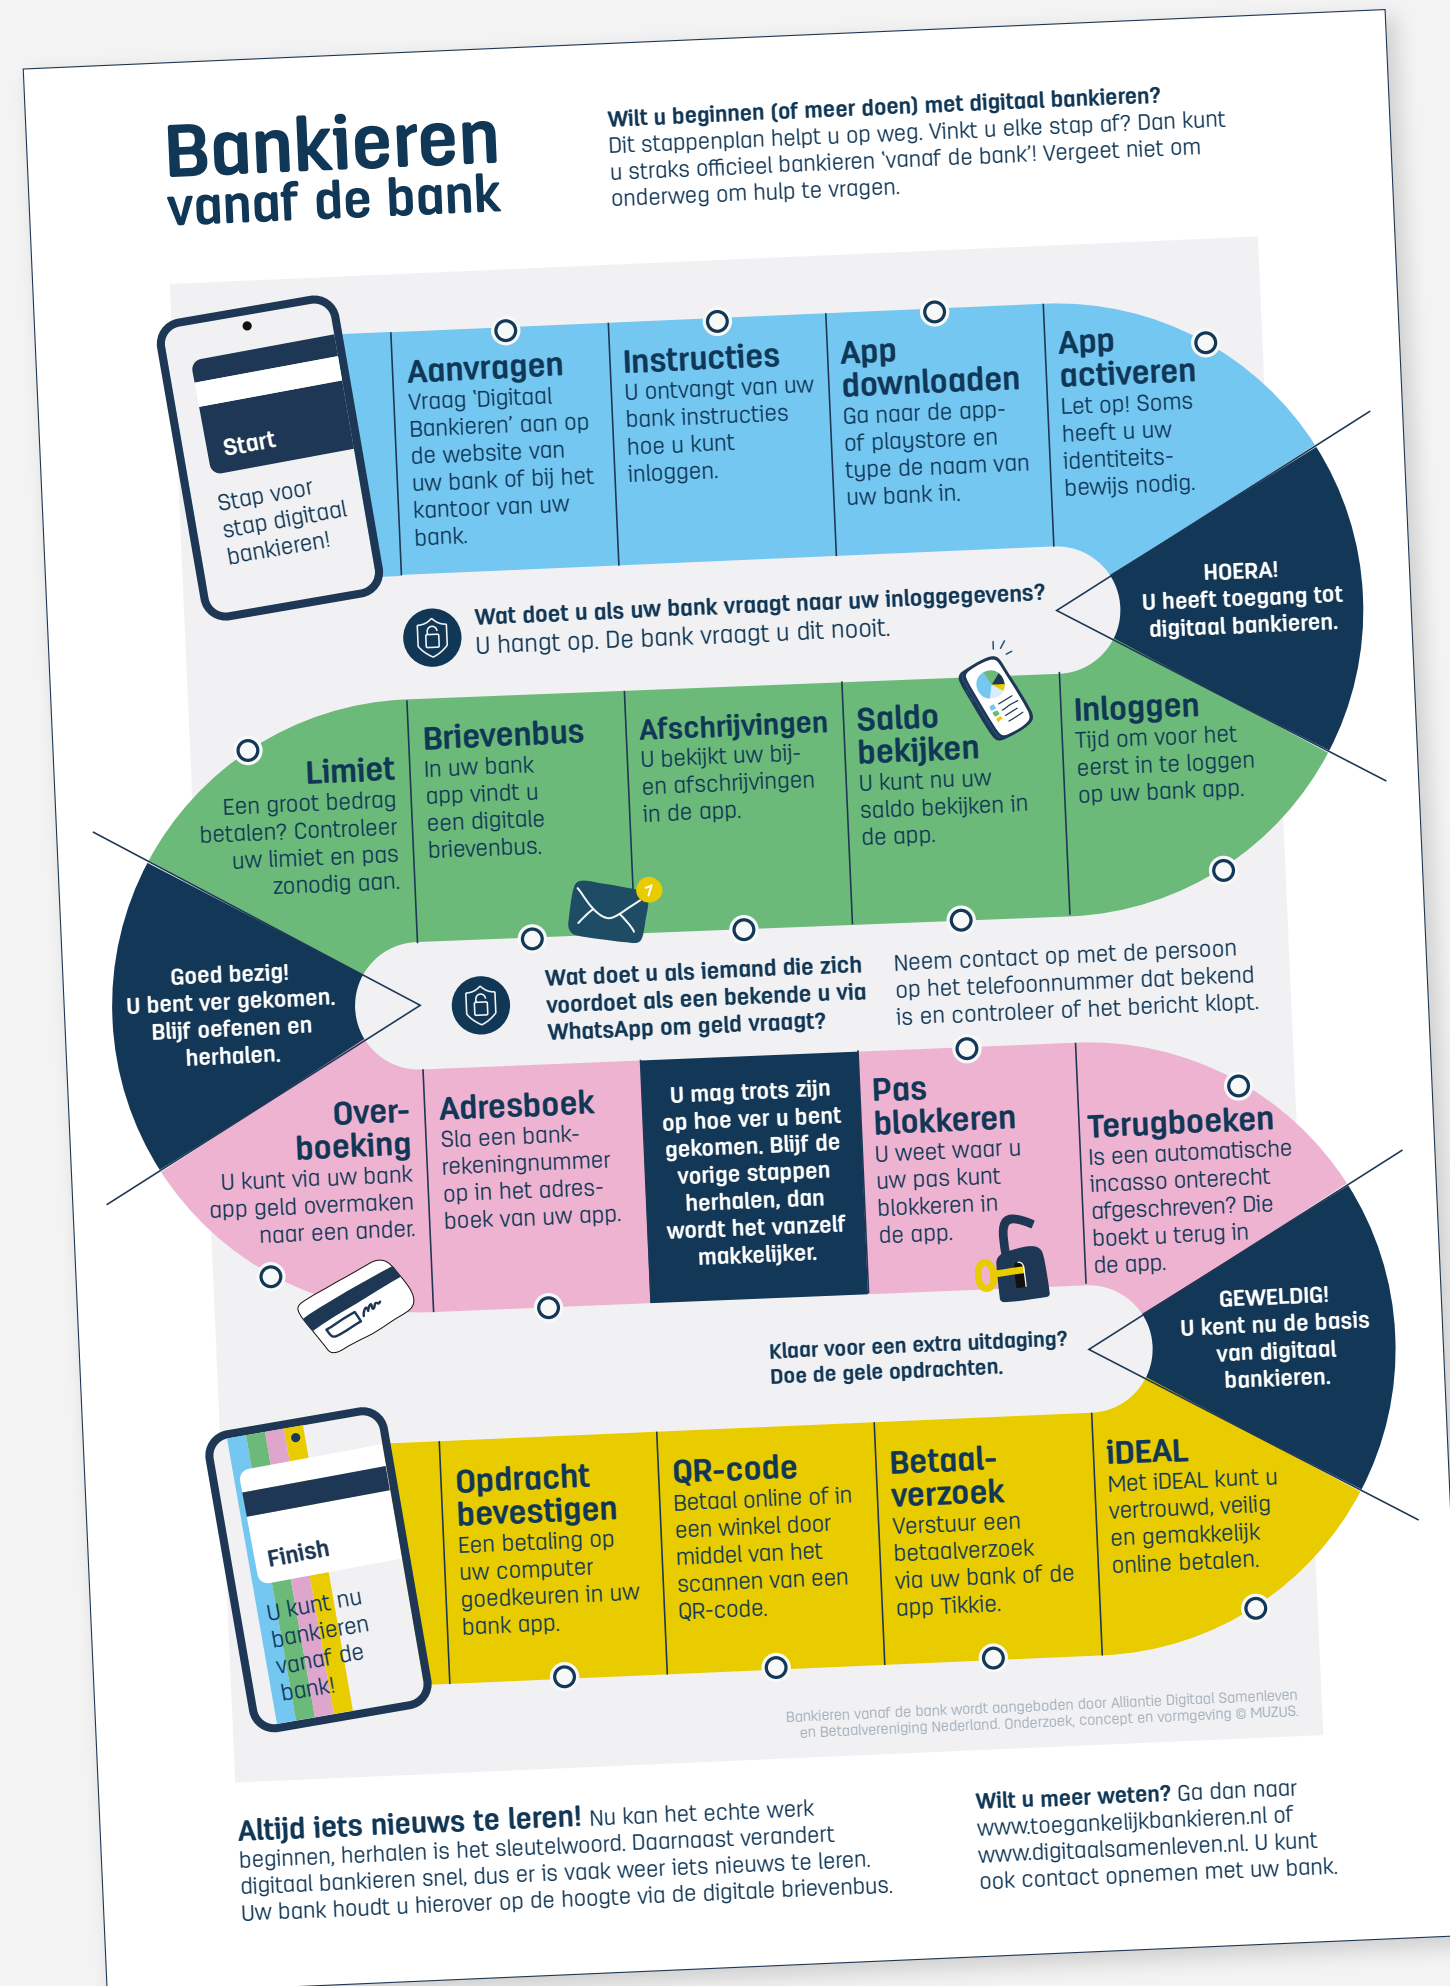 Bankieren
vanaf de bank
Wilt u beginnen (of meer doen) met digitaal bankieren?
Dit stappenplan helpt u op weg. Vinkt u elke stap af? Dan kunt
u straks officieel bankieren 'vanaf de bank'! Vergeet niet om
onderweg om hulp te vragen.
Start
Stap voor
stap digitaal
bankieren!
Aanvragen
Vraag 'Digitaal
Bankieren' aan op
de website van
uw bank of bij het
kantoor van uw
bank.
Instructies
U ontvangt van uw
bank instructies
hoe u kunt
inloggen.
App
downloaden
Ga naar de app-
of playstore en
type de naam van
uw bank in.
App
activeren
Let op! Soms
heeft u uw
identiteits-
bewijs nodig.
HOERA!
U heeft toegang tot
digitaal bankieren.
Wat doet u als uw bank vraagt naar uw inloggegevens?
U hangt op. De bank vraagt u dit nooit.
Inloggen
Tijd om voor het
eerst in te loggen
op uw bank app.
Saldo
bekijken
U kunt nu uw
saldo bekijken in
de app.
Afschrijvingen
U bekijkt uw bij-
en afschrijvingen
in de app.
Brievenbus
In uw bank
app vindt u
een digitale
brievenbus.
1
Limiet
Een groot bedrag
betalen? Controleer
uw limiet en pas
zonodig aan.
Goed bezig!
U bent ver gekomen.
Blijf oefenen en
herhalen.
Wat doet u als iemand die zich
voordoet als een bekende u via
WhatsApp om geld vraagt?
Neem contact op met de persoon
op het telefoonnummer dat bekend
is en controleer of het bericht klopt.
Over-
boeking
U kunt via uw bank
app geld overmaken
naar een ander.
Adresboek
Sla een bank-
rekeningnummer
op in het adres-
boek van uw app.
U mag trots zijn
op hoe ver u bent
gekomen. Blijf de
vorige stappen
herhalen, dan
wordt het vanzelf
makkelijker.
Pas
blokkeren
U weet waar u
uw pas kunt
blokkeren in
de app.
Terugboeken
Is een automatische
incasso onterecht
afgeschreven? Die
boekt u terug in
de app.
GEWELDIG!
U kent nu de basis
van digitaal
bankieren.
Klaar voor een extra uitdaging?
Doe de gele opdrachten.
iDEAL
Met iDEAL kunt u
vertrouwd, veilig
en gemakkelijk
online betalen.
Betaal-
verzoek
Verstuur een
betaalverzoek
via uw bank of de
app Tikkie.
QR-code
Betaal online of in
een winkel door
middel van het
scannen van een
QR-code.
Opdracht
bevestigen
Een betaling op
uw computer
goedkeuren in uw
bank app.
Finish
U kunt nu
bankieren
vanaf de
bank!
Bankieren vanaf de bank wordt aangeboden door Alliantie Digitaal Samenleven
en Betaalvereniging Nederland. Onderzoek, concept en vormgeving © MUZUS.
Altijd iets nieuws te leren! Nu kan het echte werk
beginnen, herhalen is het sleutelwoord. Daarnaast verandert
digitaal bankieren snel, dus er is vaak weer iets nieuws te leren.
Uw bank houdt u hierover op de hoogte via de digitale brievenbus.
Wilt u meer weten? Ga dan naar
www.toegankelijkbankieren.nl of
www.digitaalsamenleven.nl. U kunt
ook contact opnemen met uw bank.